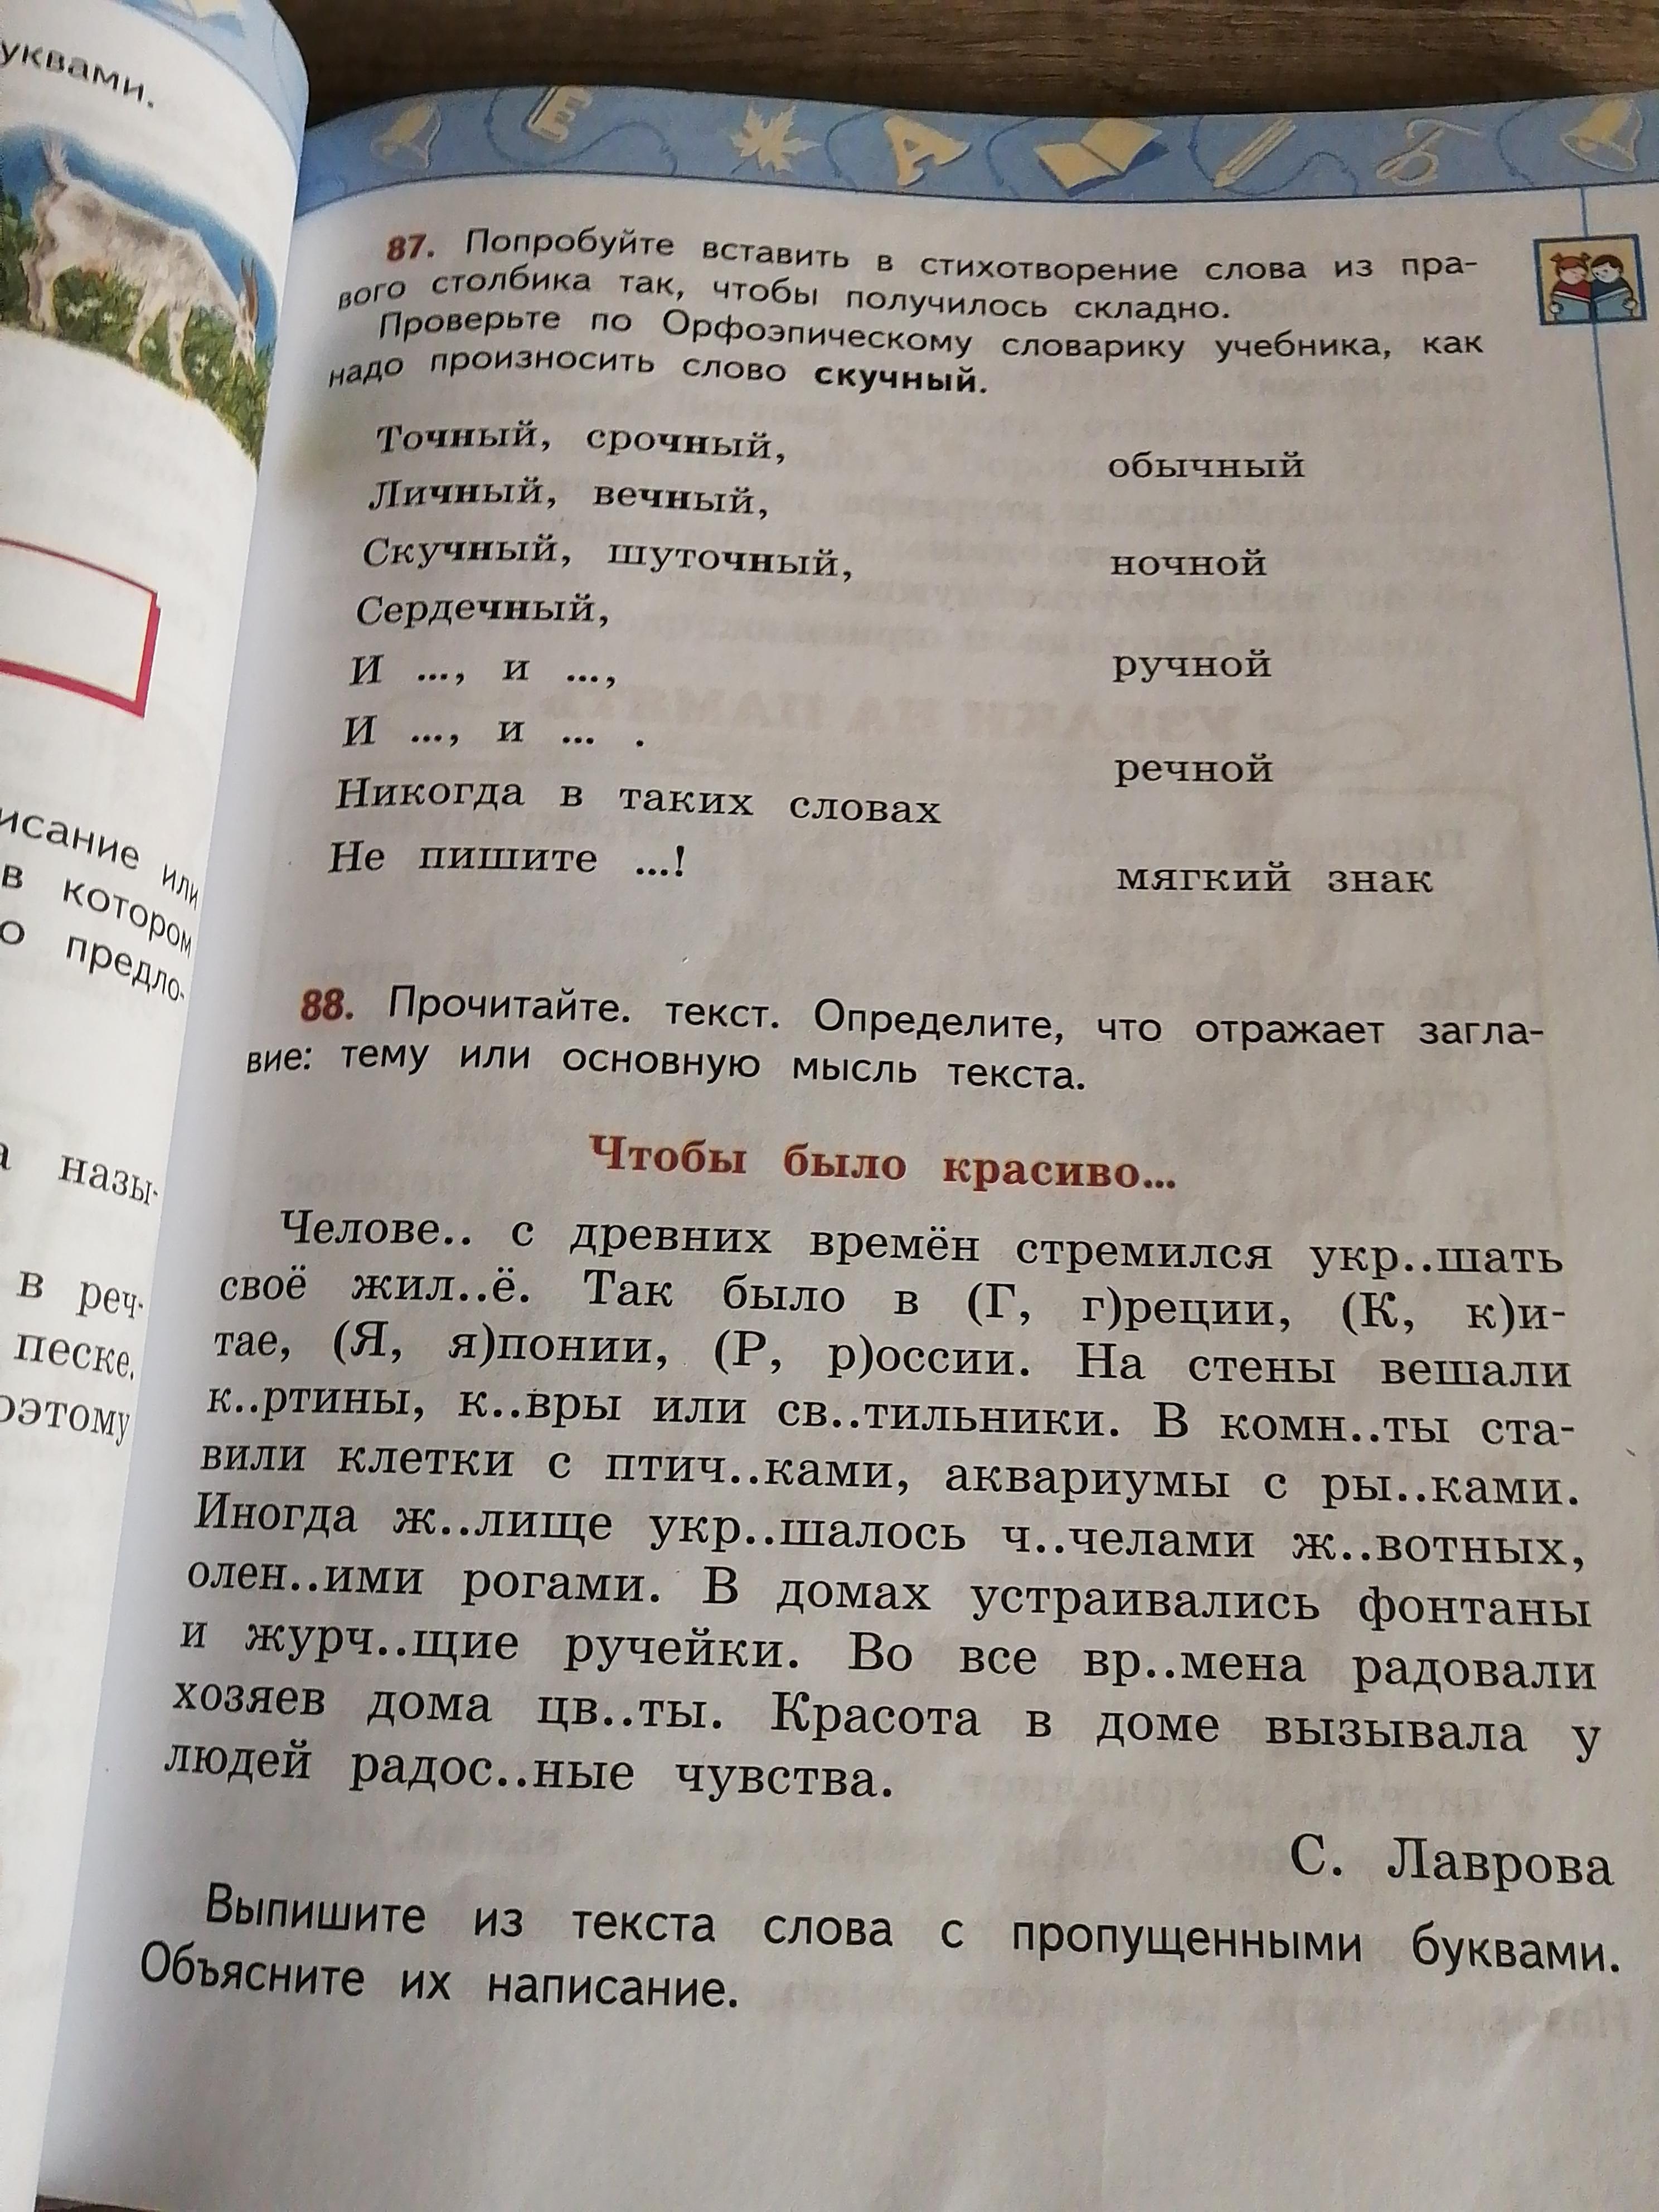 уквами.
исание или
в котором
о предло-
назы-
в реч-
песке.
оэтому
87. Попробуйте вставить в стихотворение слова из пра-
вого столбика так, чтобы получилось складно.
Проверьте по Орфоэпическому словарику учебника, как
надо произносить слово скучный.
Точный, срочный,
Личный, вечный,
Скучный, шуточный,
Сердечный,
И ..., и ...,
И ..., и ... .
Никогда в таких словах
Не пишите ...!
обычный
ночной
ручной
речной
мягкий знак
88. Прочитайте. текст. Определите, что отражает загла-
вие: тему или основную мысль текста.
Чтобы было красиво...
Челове.. с древних времён стремился укр..шать
своё жил..ё. Так было в (Г, г)реции, (К, к)и-
тае, (Я, я)понии, (Р, р)оссии. На стены вешали
к..ртины, к..вры или св..тильники. В комн..ты ста-
вили клетки с птич..ками, аквариумы с ры..ками.
Иногда ж..лище укр..шалось ч..челами ж..вотных,
олен..ими рогами. В домах устраивались фонтаны
и журч..щие ручейки. Во все вр..мена радовали
хозяев дома цв..ты. Красота в доме вызывала у
людей радос..ные чувства.
С. Лаврова
Выпишите из текста слова с пропущенными буквами.
Объясните их написание.